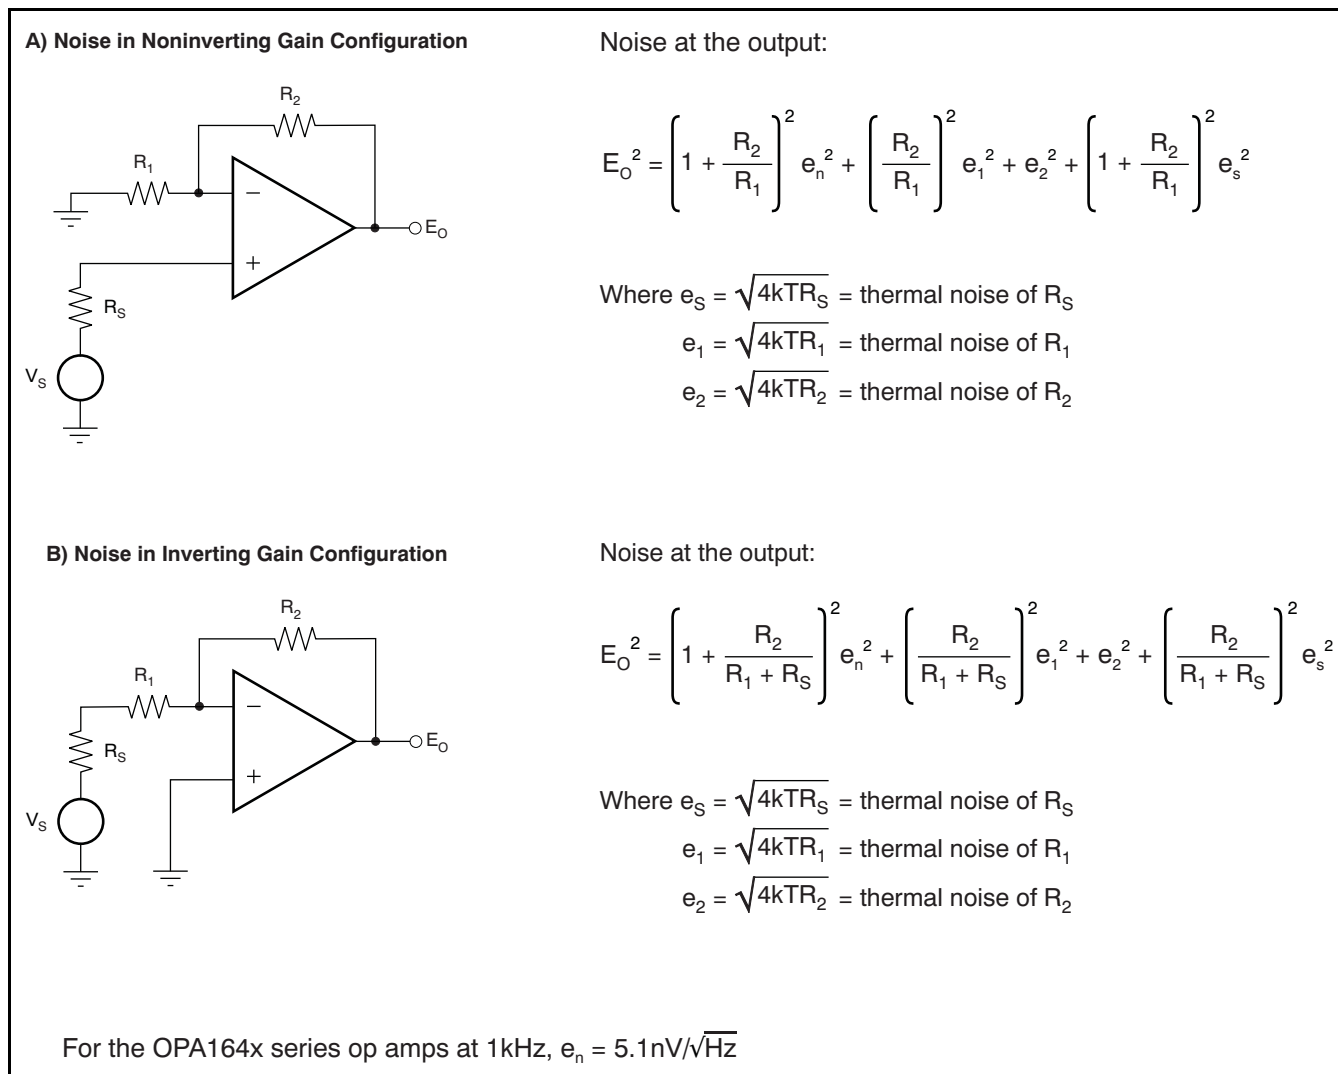 A) Noise in Noninverting Gain Configuration
Noise at the output:
R2
R1
−
+
EO
RS
VS
EO² = (1 + R2/R1)² en² + (R2/R1)² e1² + e2² + (1 + R2/R1)² es²
Where eS = √4kTRS = thermal noise of RS
e1 = √4kTR1 = thermal noise of R1
e2 = √4kTR2 = thermal noise of R2
B) Noise in Inverting Gain Configuration
Noise at the output:
R2
R1
−
+
EO
RS
VS
EO² = (1 + R2/(R1 + RS))² en² + (R2/(R1 + RS))² e1² + e2² + (R2/(R1 + RS))² es²
Where eS = √4kTRS = thermal noise of RS
e1 = √4kTR1 = thermal noise of R1
e2 = √4kTR2 = thermal noise of R2
For the OPA164x series op amps at 1kHz, en = 5.1nV/√Hz